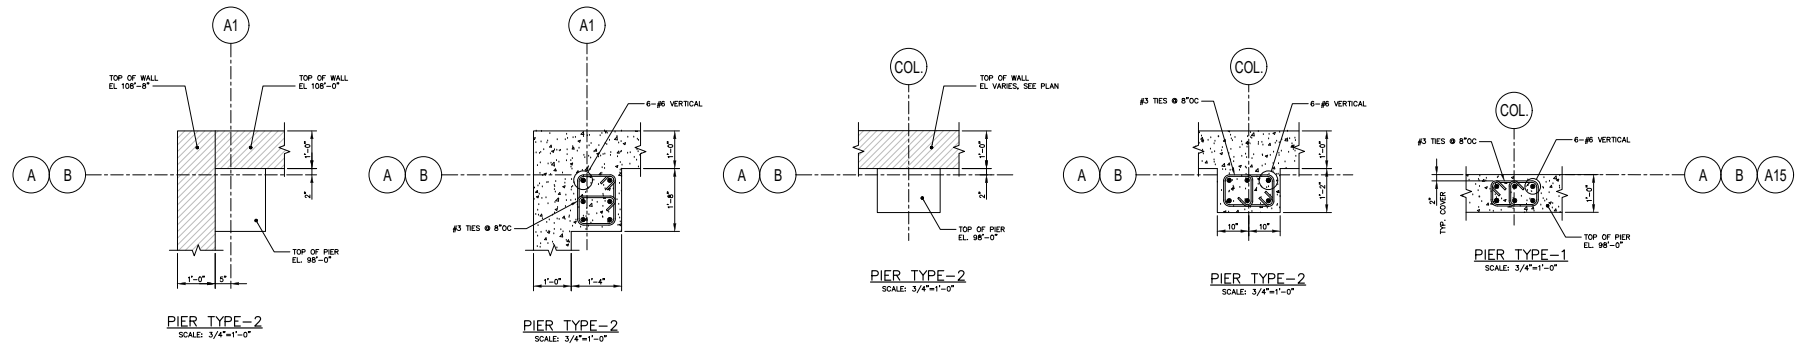 A1
TOP OF WALL
EL 108'-8"
TOP OF WALL
EL 108'-0"
A
B
1'-0"
2"
TOP OF PIER
EL. 98'-0"
1'-0"
5"
PIER TYPE-2
SCALE: 3/4"=1'-0"
A1
6-#6 VERTICAL
A
B
1'-0"
1'-8"
#3 TIES @ 8"OC
1'-0"
1'-4"
PIER TYPE-2
SCALE: 3/4"=1'-0"
COL.
TOP OF WALL
EL VARIES, SEE PLAN
A
B
1'-0"
2"
TOP OF PIER
EL. 98'-0"
PIER TYPE-2
SCALE: 3/4"=1'-0"
COL.
#3 TIES @ 8"OC
6-#6 VERTICAL
A
B
1'-0"
1'-2"
10"
10"
PIER TYPE-2
SCALE: 3/4"=1'-0"
COL.
#3 TIES @ 8"OC
6-#6 VERTICAL
A
B
A15
2"
TYP. COVER
1'-0"
TOP OF PIER
EL. 98'-0"
PIER TYPE-1
SCALE: 3/4"=1'-0"